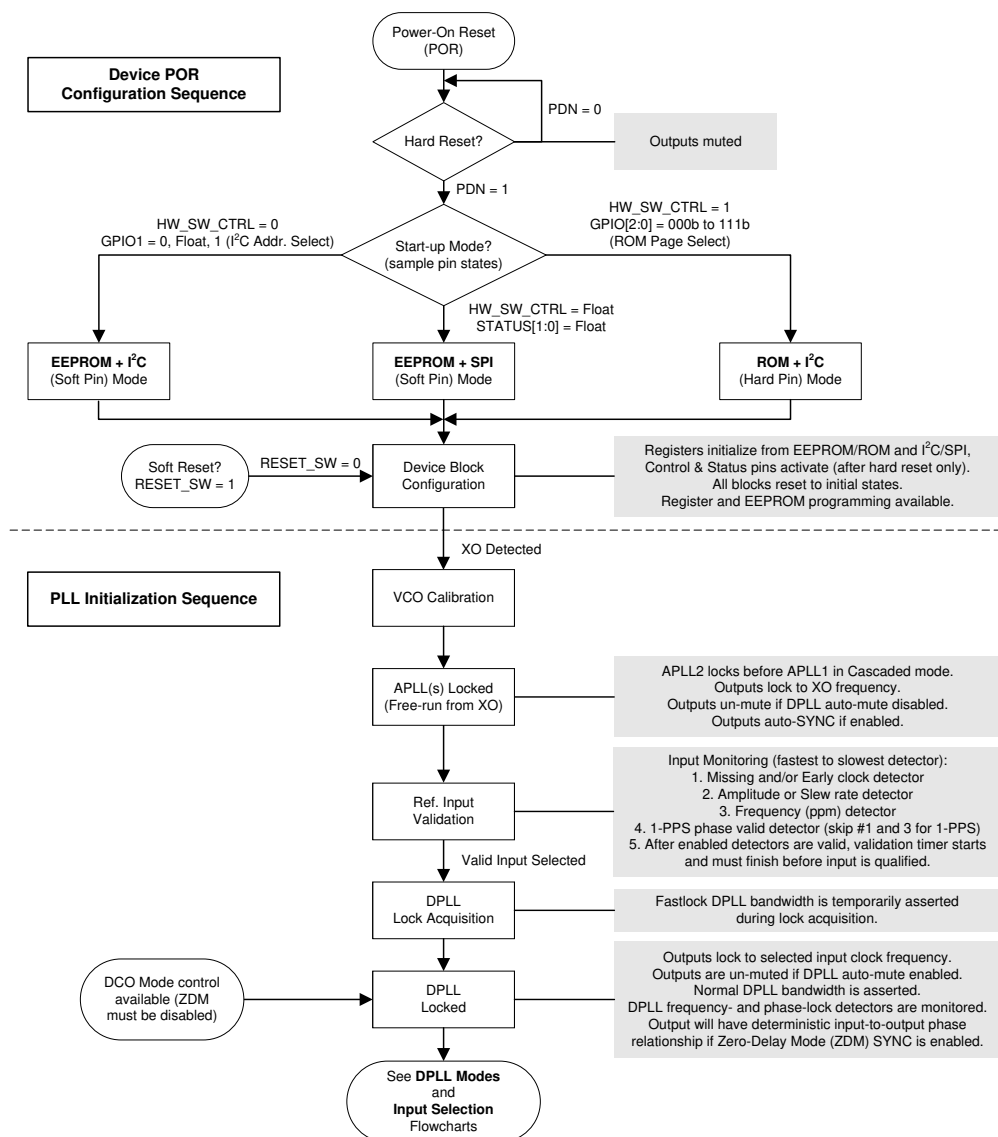 Power-On Reset
(POR)
Device POR
Configuration Sequence
PDN = 0
Hard Reset?
Outputs muted
PDN = 1
HW_SW_CTRL = 0
GPIO1 = 0, Float, 1 (I²C Addr. Select)
HW_SW_CTRL = 1
GPIO[2:0] = 000b to 111b
(ROM Page Select)
Start-up Mode?
(sample pin states)
HW_SW_CTRL = Float
STATUS[1:0] = Float
EEPROM + I²C
(Soft Pin) Mode
EEPROM + SPI
(Soft Pin) Mode
ROM + I²C
(Hard Pin) Mode
Soft Reset?
RESET_SW = 1
RESET_SW = 0
Device Block
Configuration
Registers initialize from EEPROM/ROM and I²C/SPI,
Control & Status pins activate (after hard reset only).
All blocks reset to initial states.
Register and EEPROM programming available.
XO Detected
PLL Initialization Sequence
VCO Calibration
APLL(s) Locked
(Free-run from XO)
APLL2 locks before APLL1 in Cascaded mode.
Outputs lock to XO frequency.
Outputs un-mute if DPLL auto-mute disabled.
Outputs auto-SYNC if enabled.
Ref. Input
Validation
Input Monitoring (fastest to slowest detector):
1. Missing and/or Early clock detector
2. Amplitude or Slew rate detector
3. Frequency (ppm) detector
4. 1-PPS phase valid detector (skip #1 and 3 for 1-PPS)
5. After enabled detectors are valid, validation timer starts
and must finish before input is qualified.
Valid Input Selected
DPLL
Lock Acquisition
Fastlock DPLL bandwidth is temporarily asserted
during lock acquisition.
DCO Mode control
available (ZDM
must be disabled)
DPLL
Locked
Outputs lock to selected input clock frequency.
Outputs are un-muted if DPLL auto-mute enabled.
Normal DPLL bandwidth is asserted.
DPLL frequency- and phase-lock detectors are monitored.
Output will have deterministic input-to-output phase
relationship if Zero-Delay Mode (ZDM) SYNC is enabled.
See DPLL Modes
and
Input Selection
Flowcharts